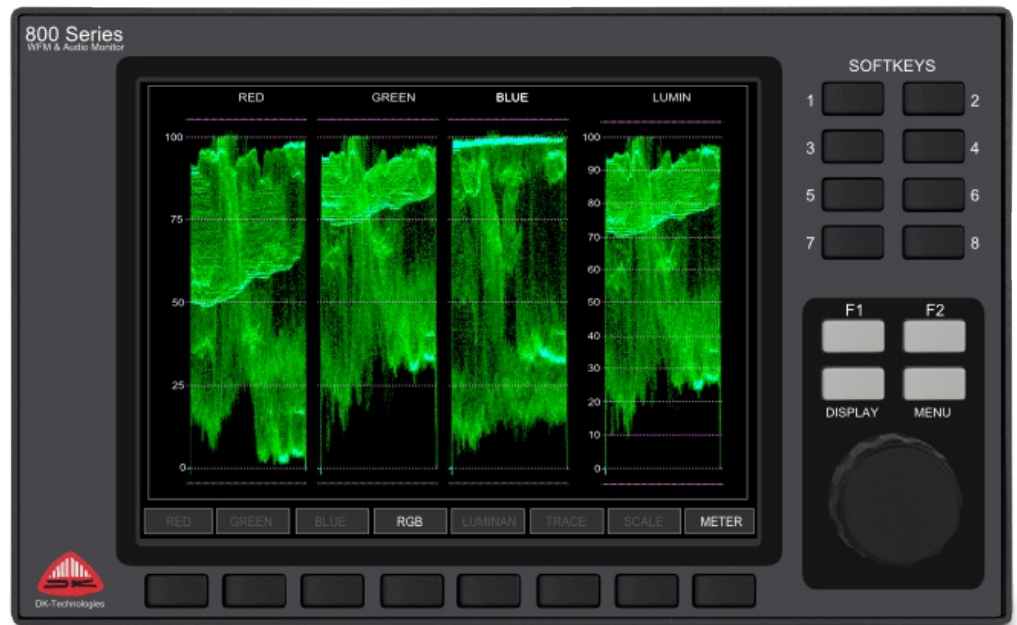 800 Series
WFM & Audio Monitor
SOFTKEYS
1
2
3
4
5
6
7
8
RED GREEN BLUE LUMIN
100
75
50
25
0
100
90
80
70
60
50
40
30
20
10
0
RED GREEN BLUE RGB LUMINAN TRACE SCALE METER
F1 F2
DISPLAY MENU
DK
DK-Technologies